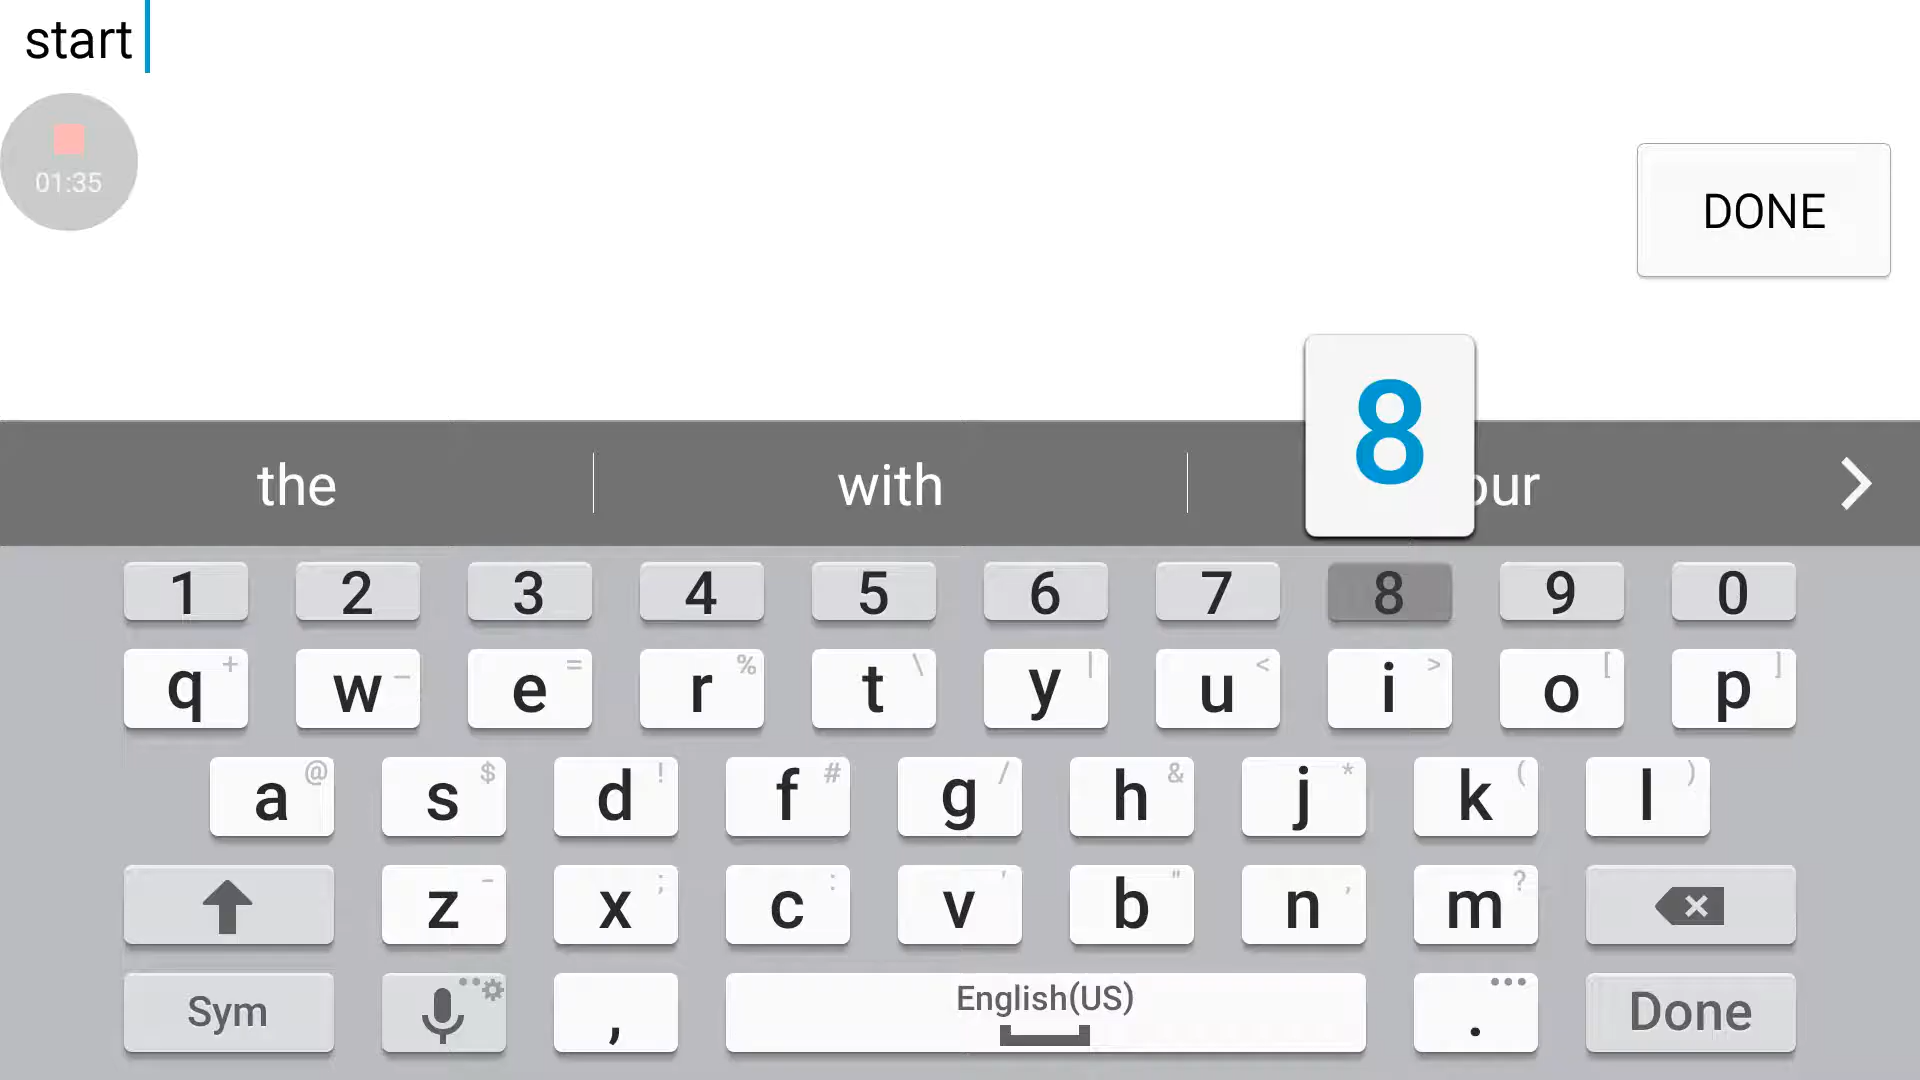 start
01:35
DONE
8
the with our
1 2 3 4 5 6 7 8 9 0
q + w – e = r % t \ y | u < i > o [ p ]
a @ s $ d ! f # g / h & j * k ( l )
z – x ; c : v ' b " n , m ?
Sym , English(US) . Done